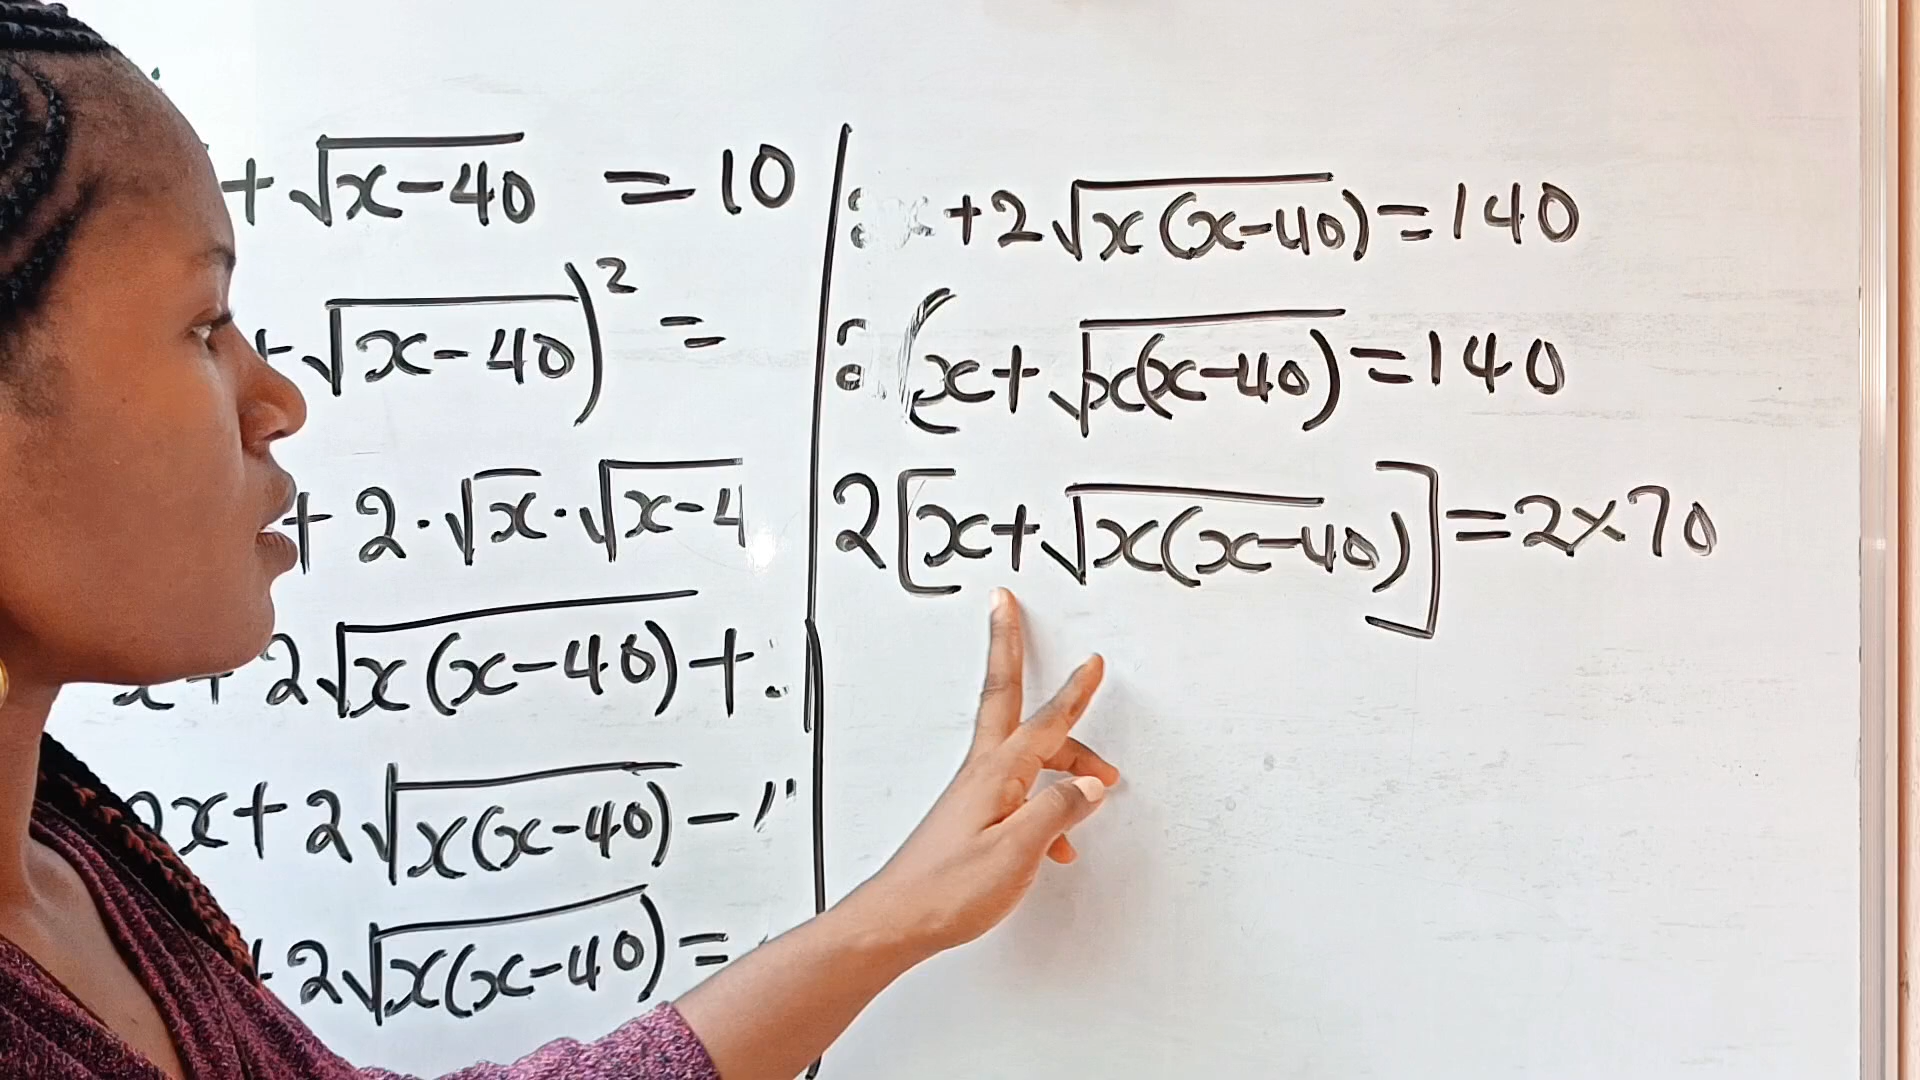 + √(x-40) = 10
+ √(x-40))² =
+ 2·√x·√(x-4
x+ 2√(x(x-40)) +
2x+ 2√(x(x-40)) -
+ 2√(x(x-40)) =
+2√(x(x-40)) = 140
(x+√(x(x-40)) = 140
2[x+√(x(x-40))] = 2×70